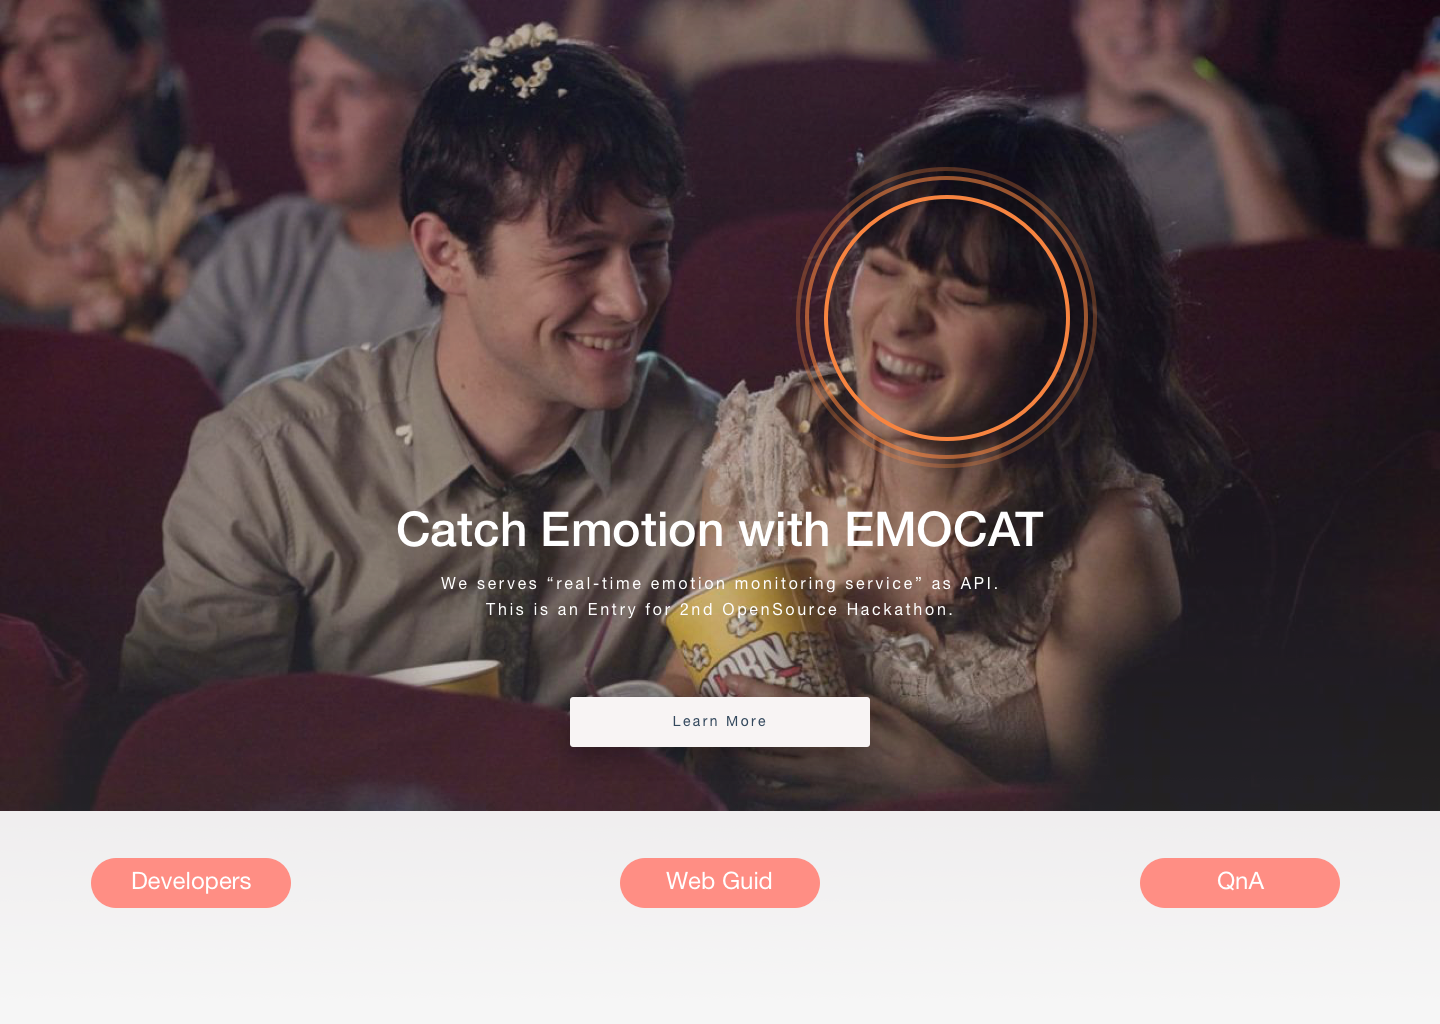 Catch Emotion with EMOCAT
We serves “real-time emotion monitoring service” as API.
This is an Entry for 2nd OpenSource Hackathon.
Learn More
Developers
Web Guid
QnA